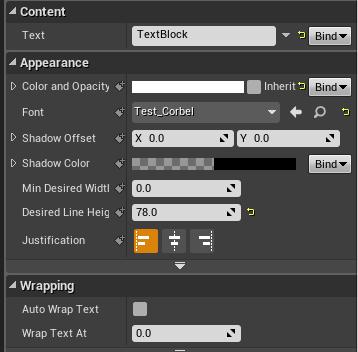 Content
Text TextBlock Bind
Appearance
Color and Opacity Inherit Bind
Font Test_Corbel
Shadow Offset X 0.0 Y 0.0
Shadow Color Bind
Min Desired Width 0.0
Desired Line Heig 78.0
Justification
Wrapping
Auto Wrap Text
Wrap Text At 0.0